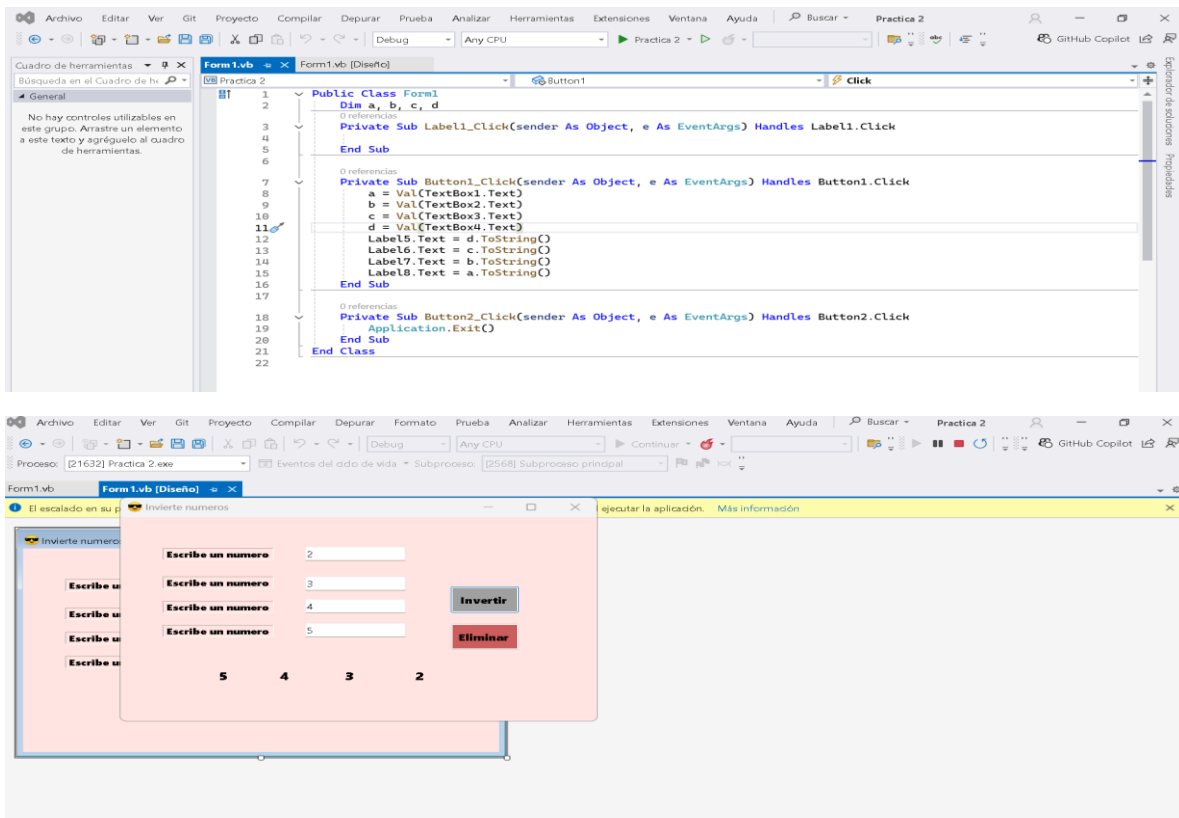 Archivo Editar Ver Git Proyecto Compilar Depurar Prueba Analizar Herramientas Extensiones Ventana Ayuda Buscar Practica 2
Debug Any CPU Practica 2 GitHub Copilot
Cuadro de herramientas Form1.vb Form1.vb [Diseño]
Búsqueda en el Cuadro de he Practica 2 Button1 Click
General
No hay controles utilizables en
este grupo. Arrastre un elemento
a este texto y agréguelo al cuadro
de herramientas.
Explorador de soluciones
Propiedades
1 Public Class Form1
2 Dim a, b, c, d
0 referencias
3 Private Sub Label1_Click(sender As Object, e As EventArgs) Handles Label1.Click
4
5 End Sub
6
0 referencias
7 Private Sub Button1_Click(sender As Object, e As EventArgs) Handles Button1.Click
8 a = Val(TextBox1.Text)
9 b = Val(TextBox2.Text)
10 c = Val(TextBox3.Text)
11 d = Val(TextBox4.Text)
12 Label5.Text = d.ToString()
13 Label6.Text = c.ToString()
14 Label7.Text = b.ToString()
15 Label8.Text = a.ToString()
16 End Sub
17
0 referencias
18 Private Sub Button2_Click(sender As Object, e As EventArgs) Handles Button2.Click
19 Application.Exit()
20 End Sub
21 End Class
22
Archivo Editar Ver Git Proyecto Compilar Depurar Formato Prueba Analizar Herramientas Extensiones Ventana Ayuda Buscar Practica 2
Debug Any CPU Continuar GitHub Copilot
Proceso: [21632] Practica 2.exe Eventos del ciclo de vida Subproceso: [2568] Subproceso principal
Form1.vb Form1.vb [Diseño]
El escalado en su p ejecutar la aplicación. Más información
Invierte numeros
Invierte numeros
Escribe un numero 2
Escribe un numero 3
Escribe un numero 4
Escribe un numero 5
Invertir
Eliminar
5 4 3 2
Escribe u
Escribe u
Escribe u
Escribe u